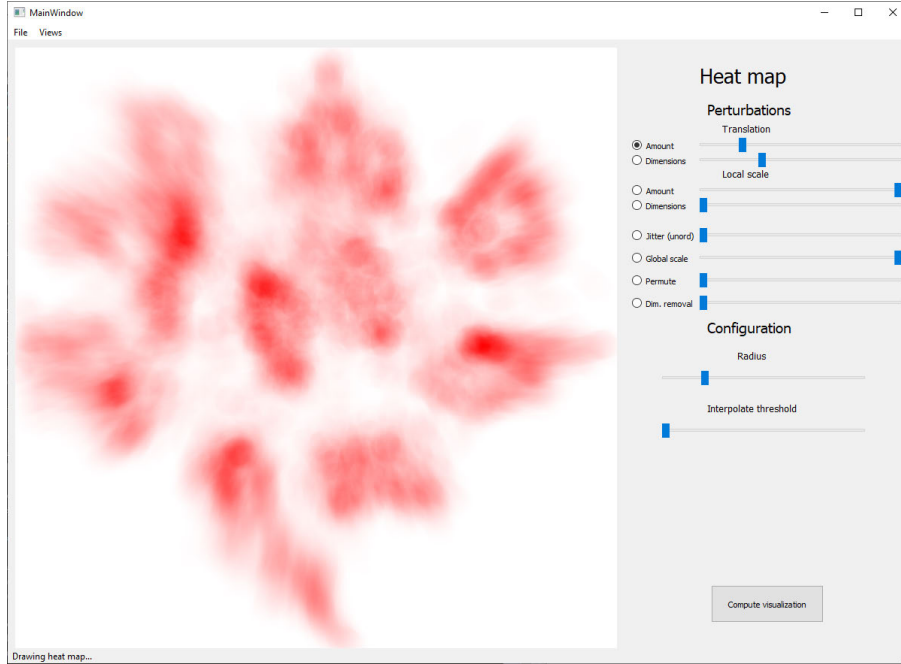 MainWindow
File Views
Heat map
Perturbations
Translation
Amount
Dimensions
Local scale
Amount
Dimensions
Jitter (unord)
Global scale
Permute
Dim. removal
Configuration
Radius
Interpolate threshold
Compute visualization
Drawing heat map...